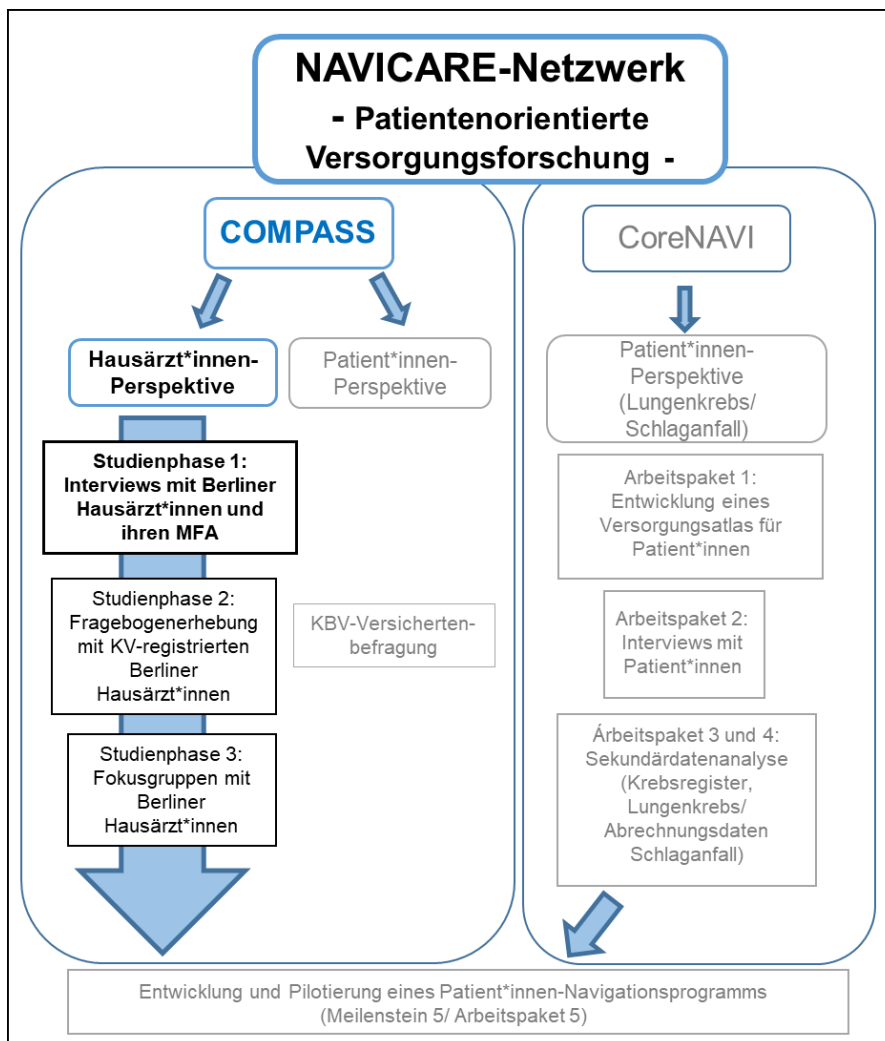 NAVICARE-Netzwerk
- Patientenorientierte
Versorgungsforschung -
COMPASS
Hausärzt*innen-
Perspektive
Patient*innen-
Perspektive
Studienphase 1:
Interviews mit Berliner
Hausärzt*innen und
ihren MFA
Studienphase 2:
Fragebogenerhebung
mit KV-registrierten
Berliner
Hausärzt*innen
KBV-Versicherten-
befragung
Studienphase 3:
Fokusgruppen mit
Berliner
Hausärzt*innen
CoreNAVI
Patient*innen-
Perspektive
(Lungenkrebs/
Schlaganfall)
Arbeitspaket 1:
Entwicklung eines
Versorgungsatlas für
Patient*innen
Arbeitspaket 2:
Interviews mit
Patient*innen
Árbeitspaket 3 und 4:
Sekundärdatenanalyse
(Krebsregister,
Lungenkrebs/
Abrechnungsdaten
Schlaganfall)
Entwicklung und Pilotierung eines Patient*innen-Navigationsprogramms
(Meilenstein 5/ Arbeitspaket 5)